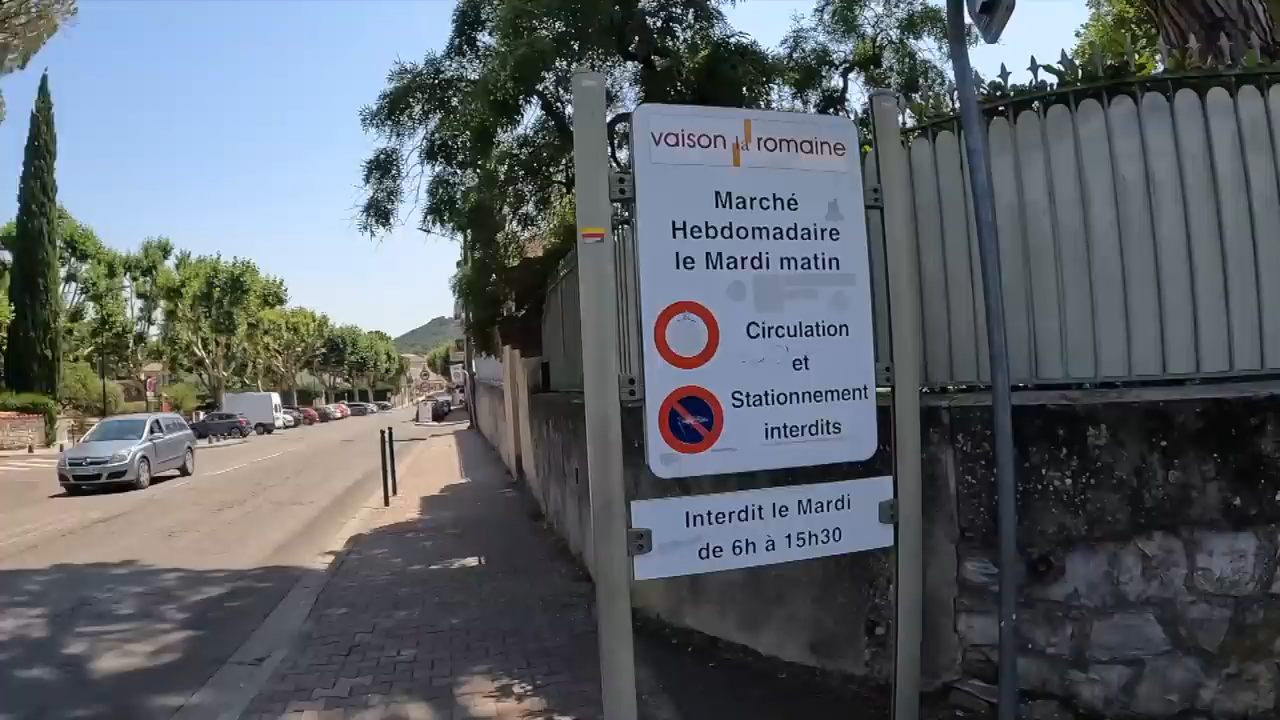 vaison la romaine
Marché
Hebdomadaire
le Mardi matin
Circulation
et
Stationnement
interdits
Interdit le Mardi
de 6h à 15h30